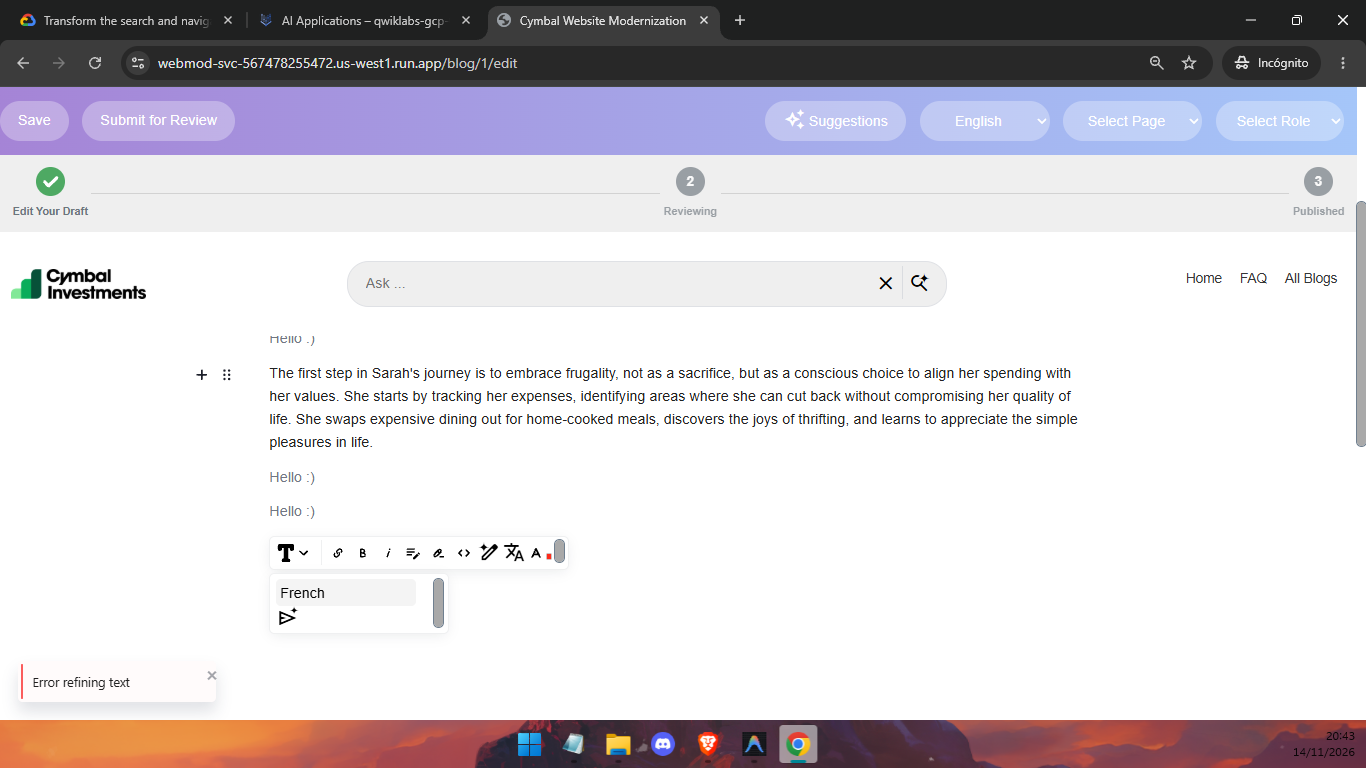 Transform the search and navig
AI Applications – qwiklabs-gcp-
Cymbal Website Modernization
webmod-svc-567478255472.us-west1.run.app/blog/1/edit
Incógnito
Save
Submit for Review
Suggestions
English
Select Page
Select Role
2
3
Edit Your Draft
Reviewing
Published
Cymbal
Investments
Ask ...
Home
FAQ
All Blogs
Hello :)
The first step in Sarah's journey is to embrace frugality, not as a sacrifice, but as a conscious choice to align her spending with
her values. She starts by tracking her expenses, identifying areas where she can cut back without compromising her quality of
life. She swaps expensive dining out for home-cooked meals, discovers the joys of thrifting, and learns to appreciate the simple
pleasures in life.
Hello :)
Hello :)
French
Error refining text
20:43
14/11/2026